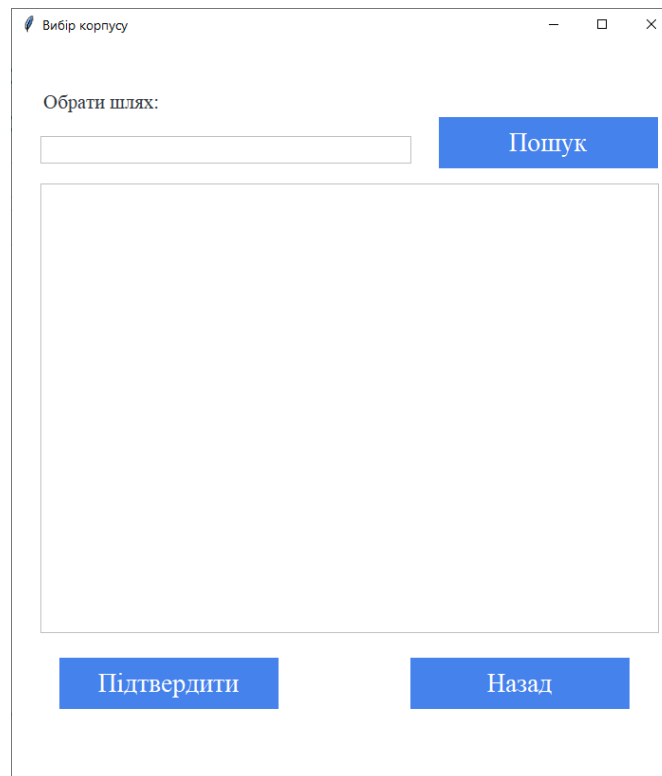 Вибір корпусу
Обрати шлях:
Пошук
Підтвердити
Назад